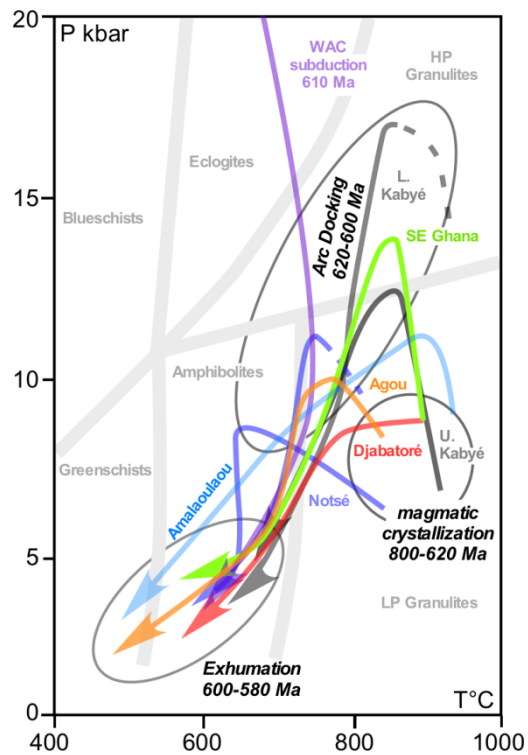 20
P kbar
WAC
subduction
610 Ma
HP
Granulites
Eclogites
15
L.
Kabyé
Arc Docking
620-600 Ma
Blueschists
SE Ghana
10
Amphibolites
Agou
Greenschists
Djabatoré
U.
Kabyé
Amalaoulaou
Notsé
magmatic
crystallization
800-620 Ma
5
LP Granulites
Exhumation
600-580 Ma
T°C
0
400
600
800
1000